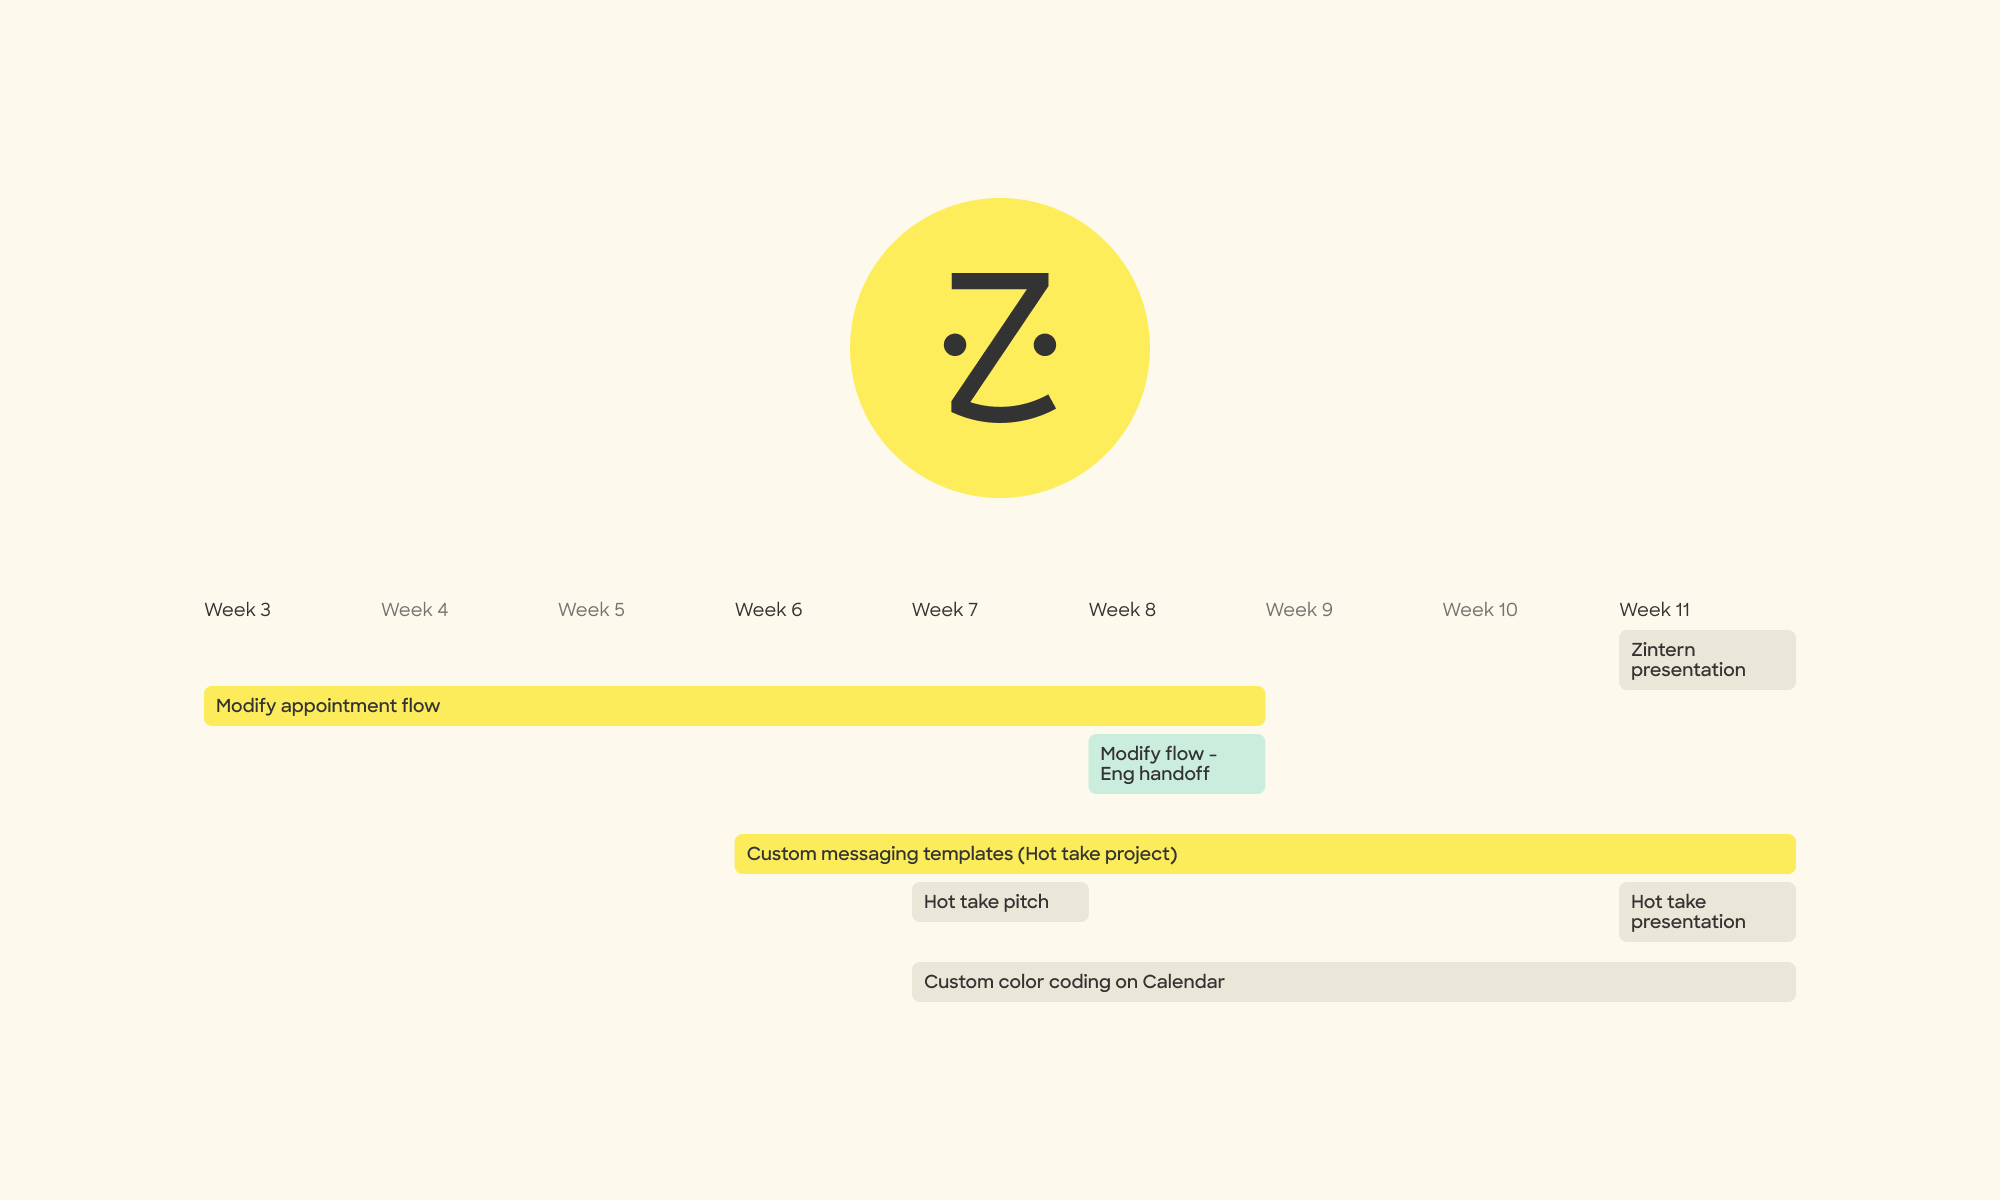 Z
Week 3 Week 4 Week 5 Week 6 Week 7 Week 8 Week 9 Week 10 Week 11
Zintern
presentation
Modify appointment flow
Modify flow -
Eng handoff
Custom messaging templates (Hot take project)
Hot take pitch
Hot take
presentation
Custom color coding on Calendar